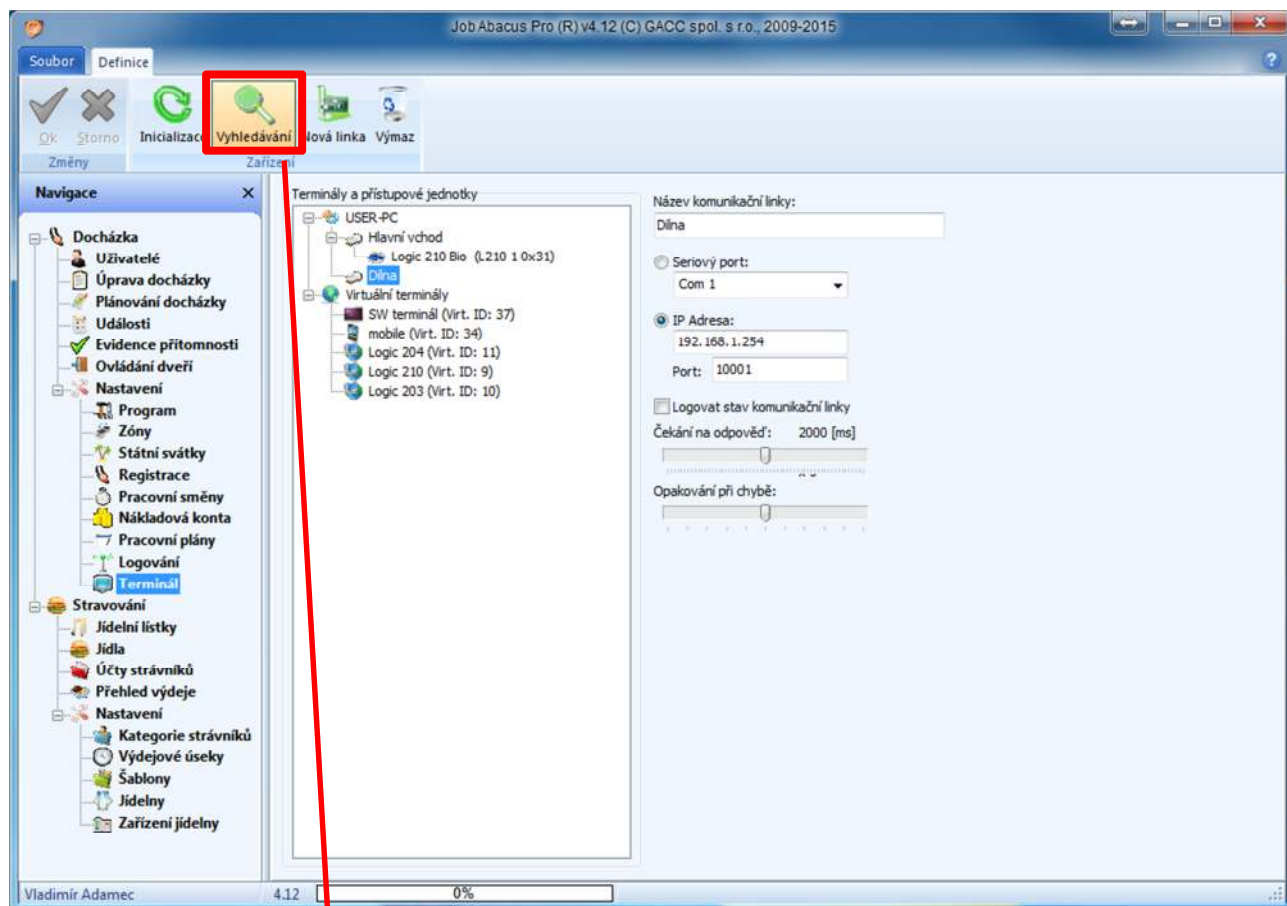 Job Abacus Pro (R) v4.12 (C) GACC spol. s r.o., 2009-2015
Soubor Definice
Ok Storno Inicializace Vyhledávání Nová linka Výmaz
Změny Zařízení
Navigace X
Docházka
Uživatelé
Úprava docházky
Plánování docházky
Události
Evidence přítomnosti
Ovládání dveří
Nastavení
Program
Zóny
Státní svátky
Registrace
Pracovní směny
Nákladová konta
Pracovní plány
Logování
Terminál
Stravování
Jídelní lístky
Jídla
Účty strávníků
Přehled výdeje
Nastavení
Kategorie strávníků
Výdejové úseky
Šablony
Jídelny
Zařízení jídelny
Terminály a přístupové jednotky
USER-PC
Hlavní vchod
Logic 210 Bio (L210 1 0x31)
Dílna
Virtuální terminály
SW terminál (Virt. ID: 37)
mobile (Virt. ID: 34)
Logic 204 (Virt. ID: 11)
Logic 210 (Virt. ID: 9)
Logic 203 (Virt. ID: 10)
Název komunikační linky:
Dílna
Seriový port:
Com 1
IP Adresa:
192.168.1.254
Port: 10001
Logovat stav komunikační linky
Čekání na odpověď: 2000 [ms]
Opakování při chybě:
Vladimír Adamec 4.12 0%